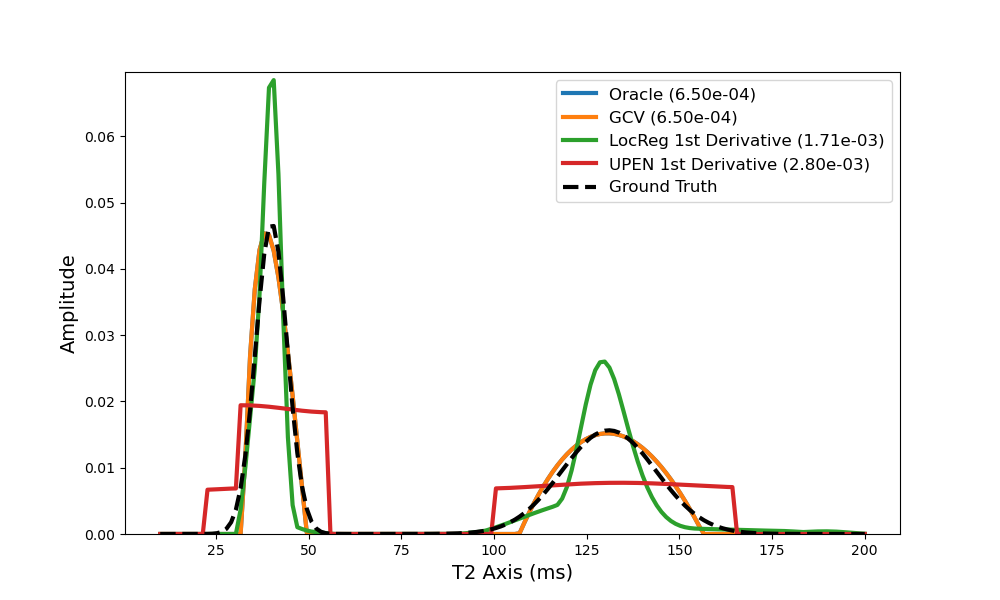 Oracle (6.50e-04)
GCV (6.50e-04)
LocReg 1st Derivative (1.71e-03)
UPEN 1st Derivative (2.80e-03)
Ground Truth
Amplitude
0.06
0.05
0.04
0.03
0.02
0.01
0.00
25 50 75 100 125 150 175 200
T2 Axis (ms)